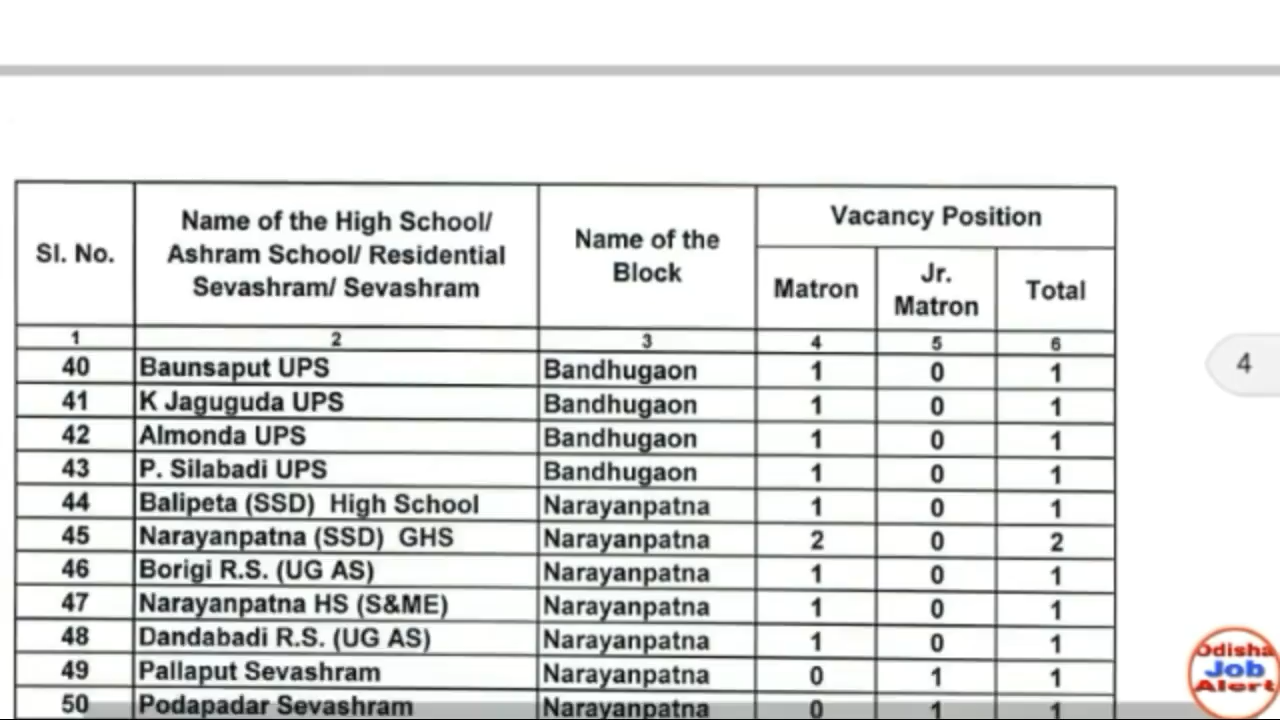 Sl. No.
Name of the High School/
Ashram School/ Residential
Sevashram/ Sevashram
Name of the
Block
Vacancy Position
Matron
Jr.
Matron
Total
1 2 3 4 5 6
40 Baunsaput UPS Bandhugaon 1 0 1
41 K Jaguguda UPS Bandhugaon 1 0 1
42 Almonda UPS Bandhugaon 1 0 1
43 P. Silabadi UPS Bandhugaon 1 0 1
44 Balipeta (SSD) High School Narayanpatna 1 0 1
45 Narayanpatna (SSD) GHS Narayanpatna 2 0 2
46 Borigi R.S. (UG AS) Narayanpatna 1 0 1
47 Narayanpatna HS (S&ME) Narayanpatna 1 0 1
48 Dandabadi R.S. (UG AS) Narayanpatna 1 0 1
49 Pallaput Sevashram Narayanpatna 0 1 1
50 Podapadar Sevashram Narayanpatna 0 1 1
4
Odisha
Job
Alert